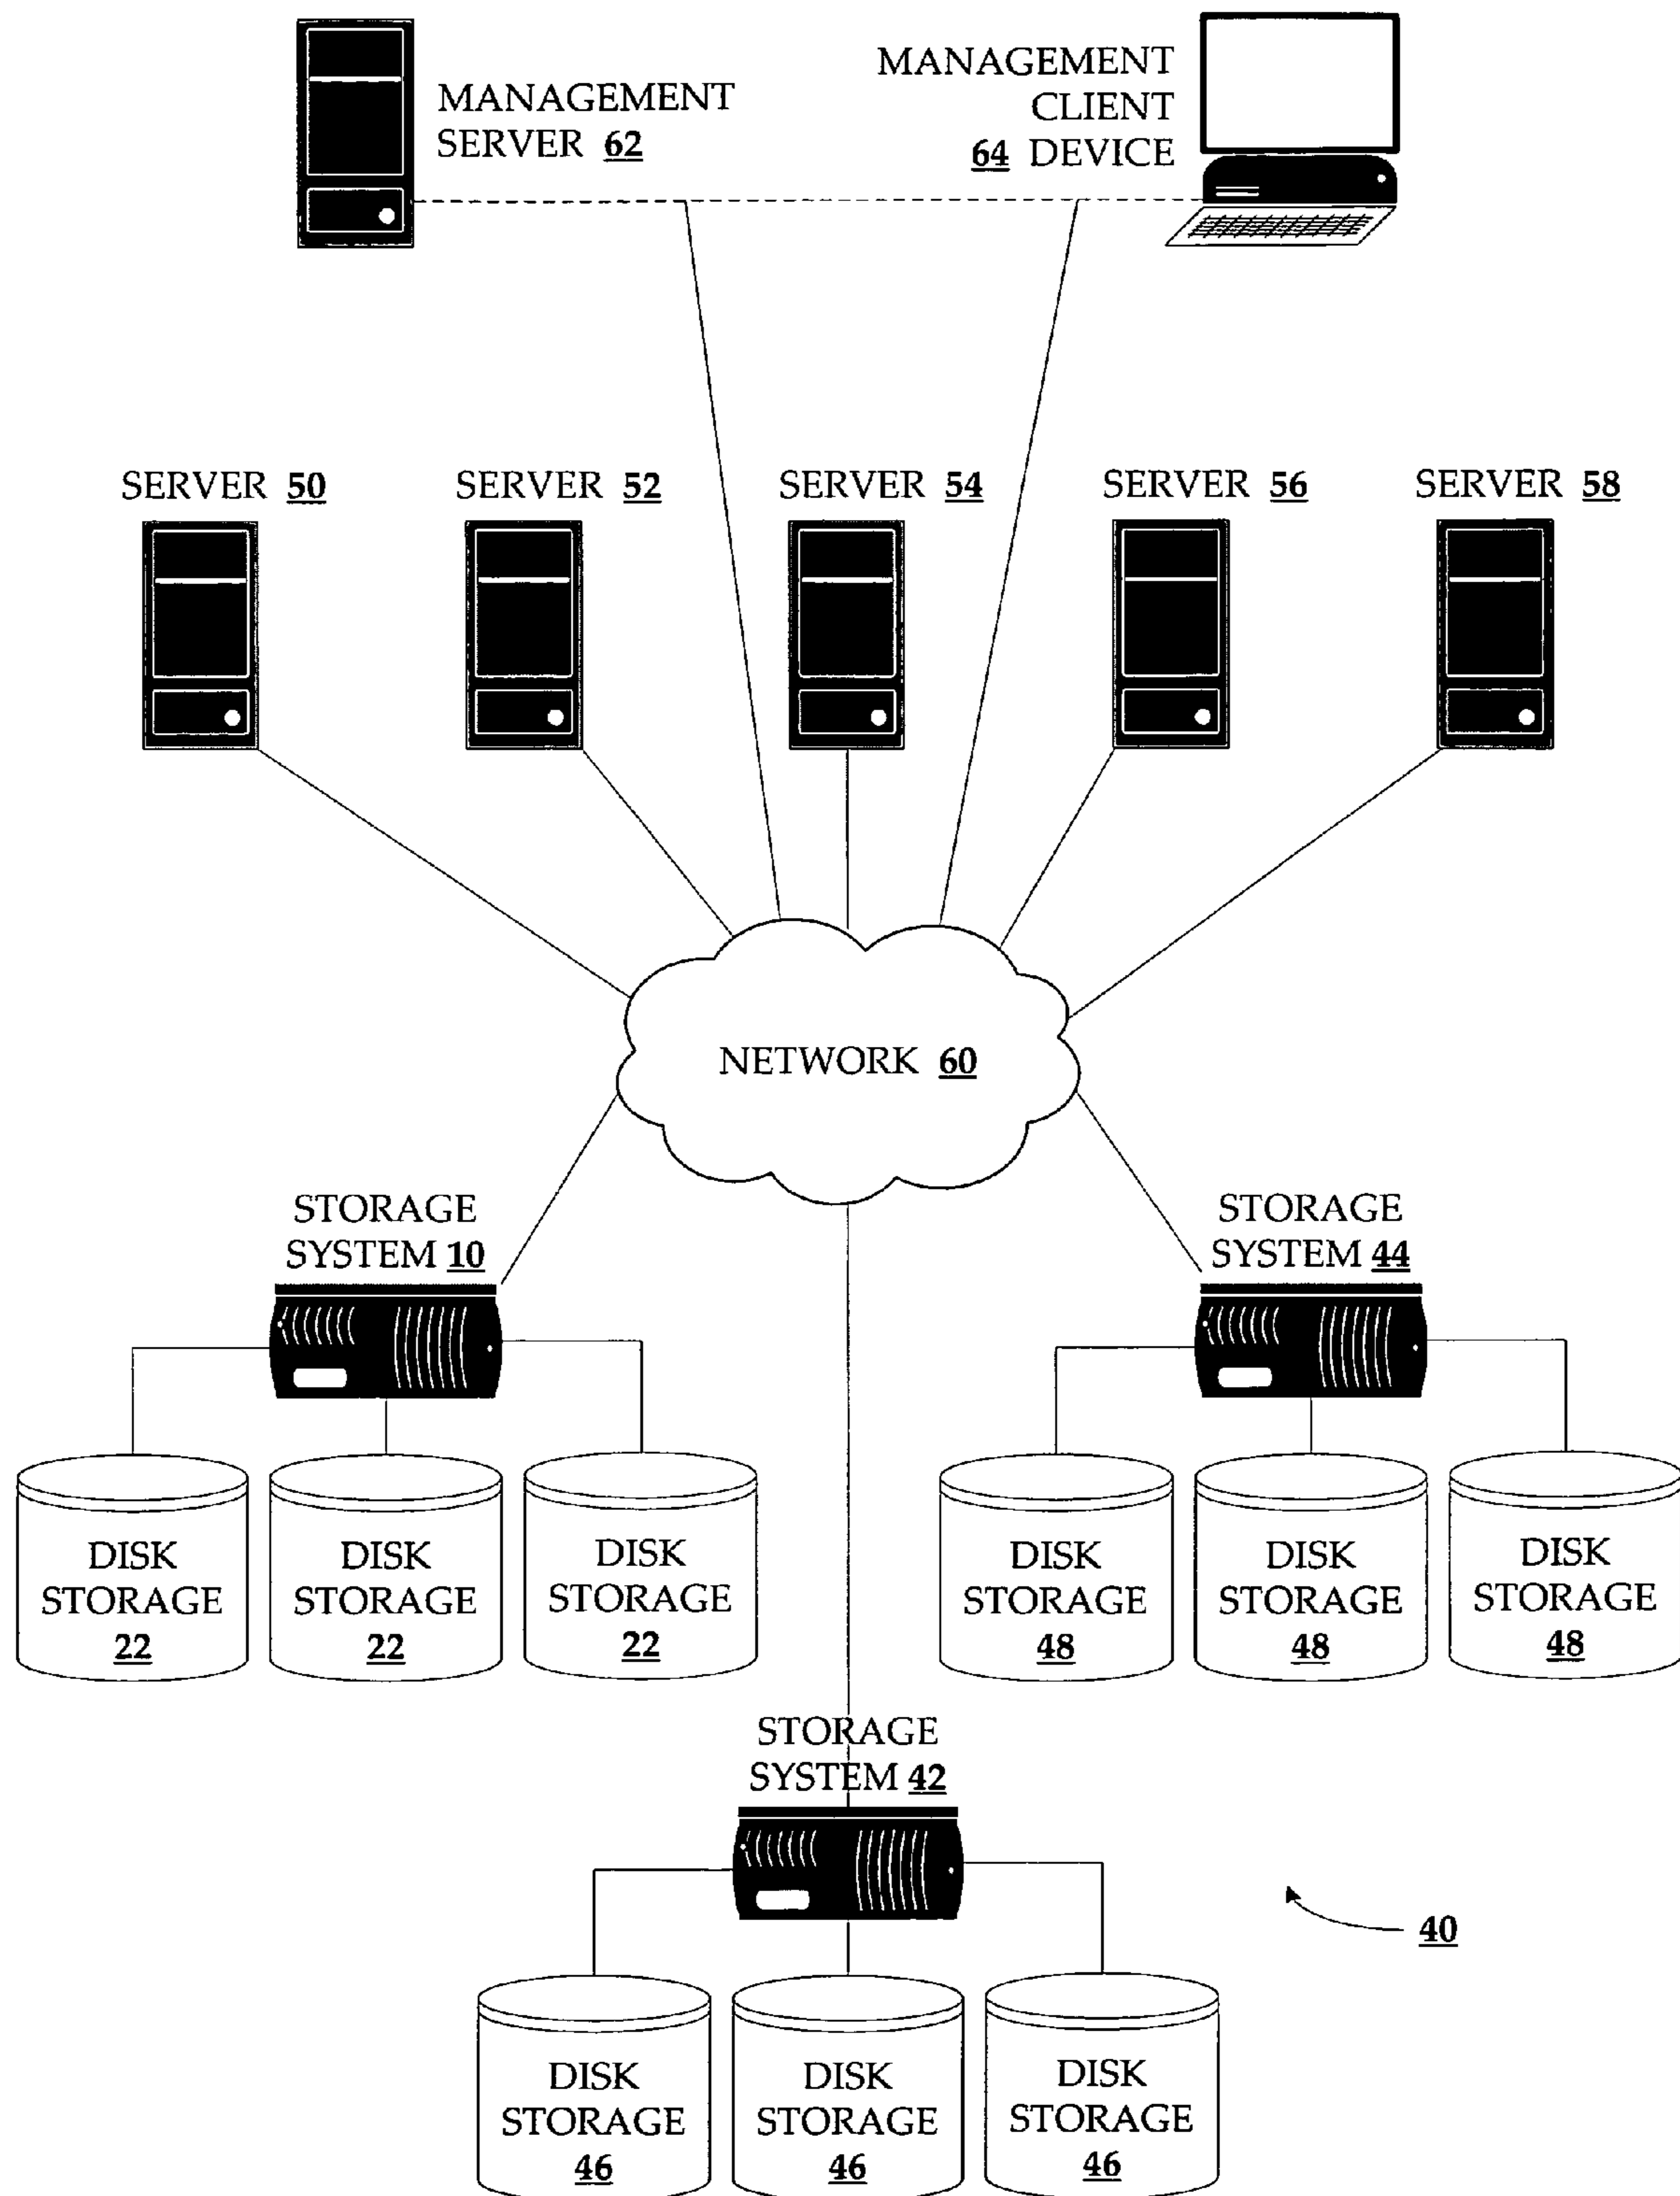 MANAGEMENT
SERVER 62
MANAGEMENT
CLIENT
64 DEVICE
SERVER 50
SERVER 52
SERVER 54
SERVER 56
SERVER 58
NETWORK 60
STORAGE
SYSTEM 10
STORAGE
SYSTEM 44
DISK
STORAGE
22
DISK
STORAGE
22
DISK
STORAGE
22
DISK
STORAGE
48
DISK
STORAGE
48
DISK
STORAGE
48
STORAGE
SYSTEM 42
40
DISK
STORAGE
46
DISK
STORAGE
46
DISK
STORAGE
46